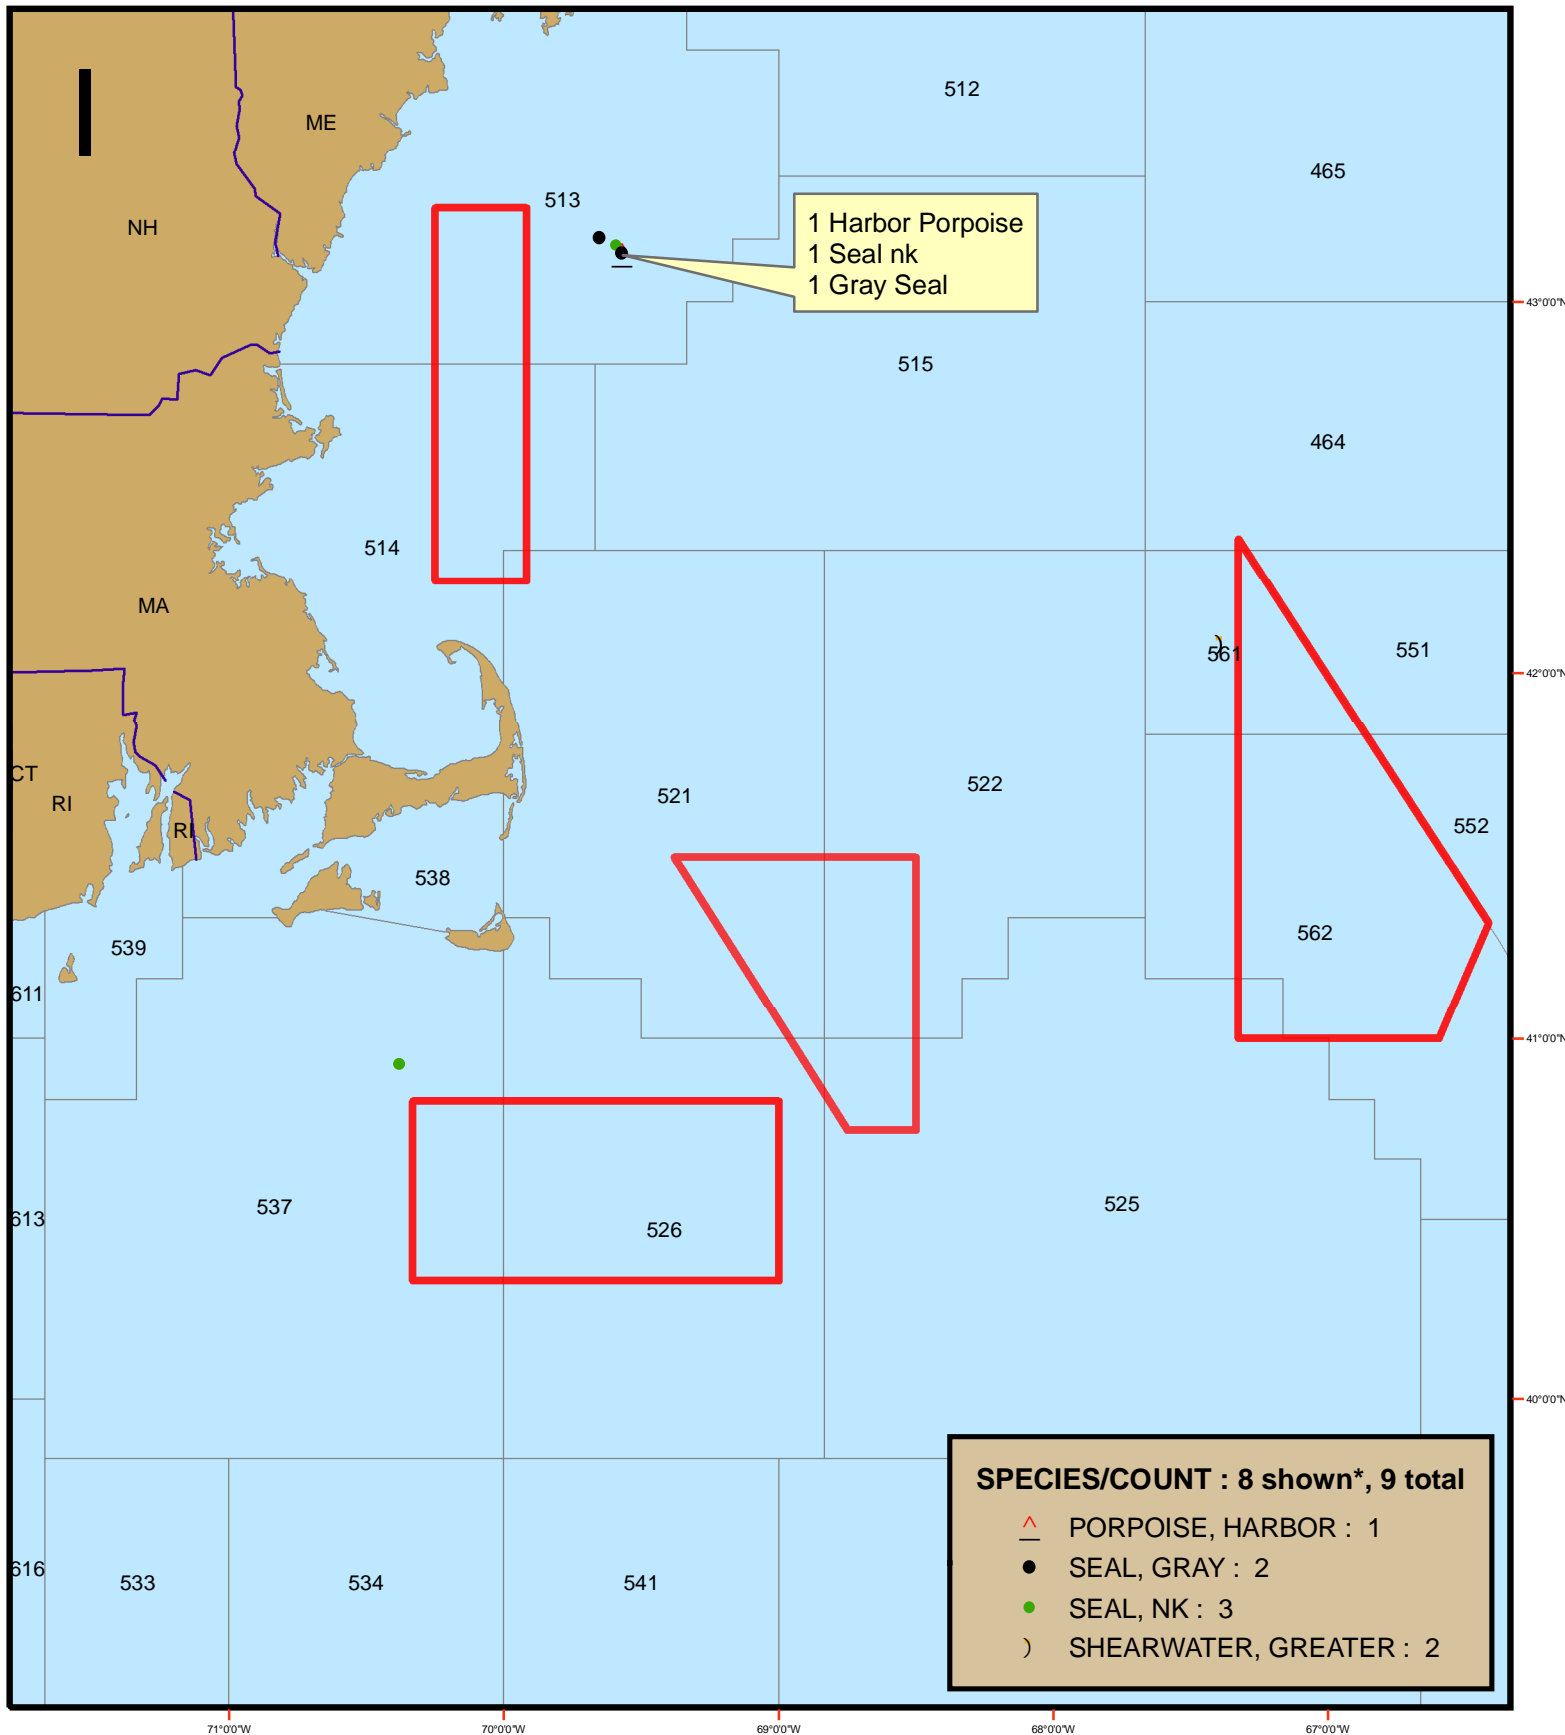 512
ME
465
513
NH
1 Harbor Porpoise
1 Seal nk
1 Gray Seal
43°0'0"N
515
464
514
MA
561
551
42°0'0"N
CT
RI
RI
521
522
552
538
562
539
611
41°0'0"N
537
526
525
613
40°0'0"N
SPECIES/COUNT : 8 shown*, 9 total
PORPOISE, HARBOR : 1
SEAL, GRAY : 2
SEAL, NK : 3
SHEARWATER, GREATER : 2
616
533
534
541
71°0'0"W
70°0'0"W
69°0'0"W
68°0'0"W
67°0'0"W